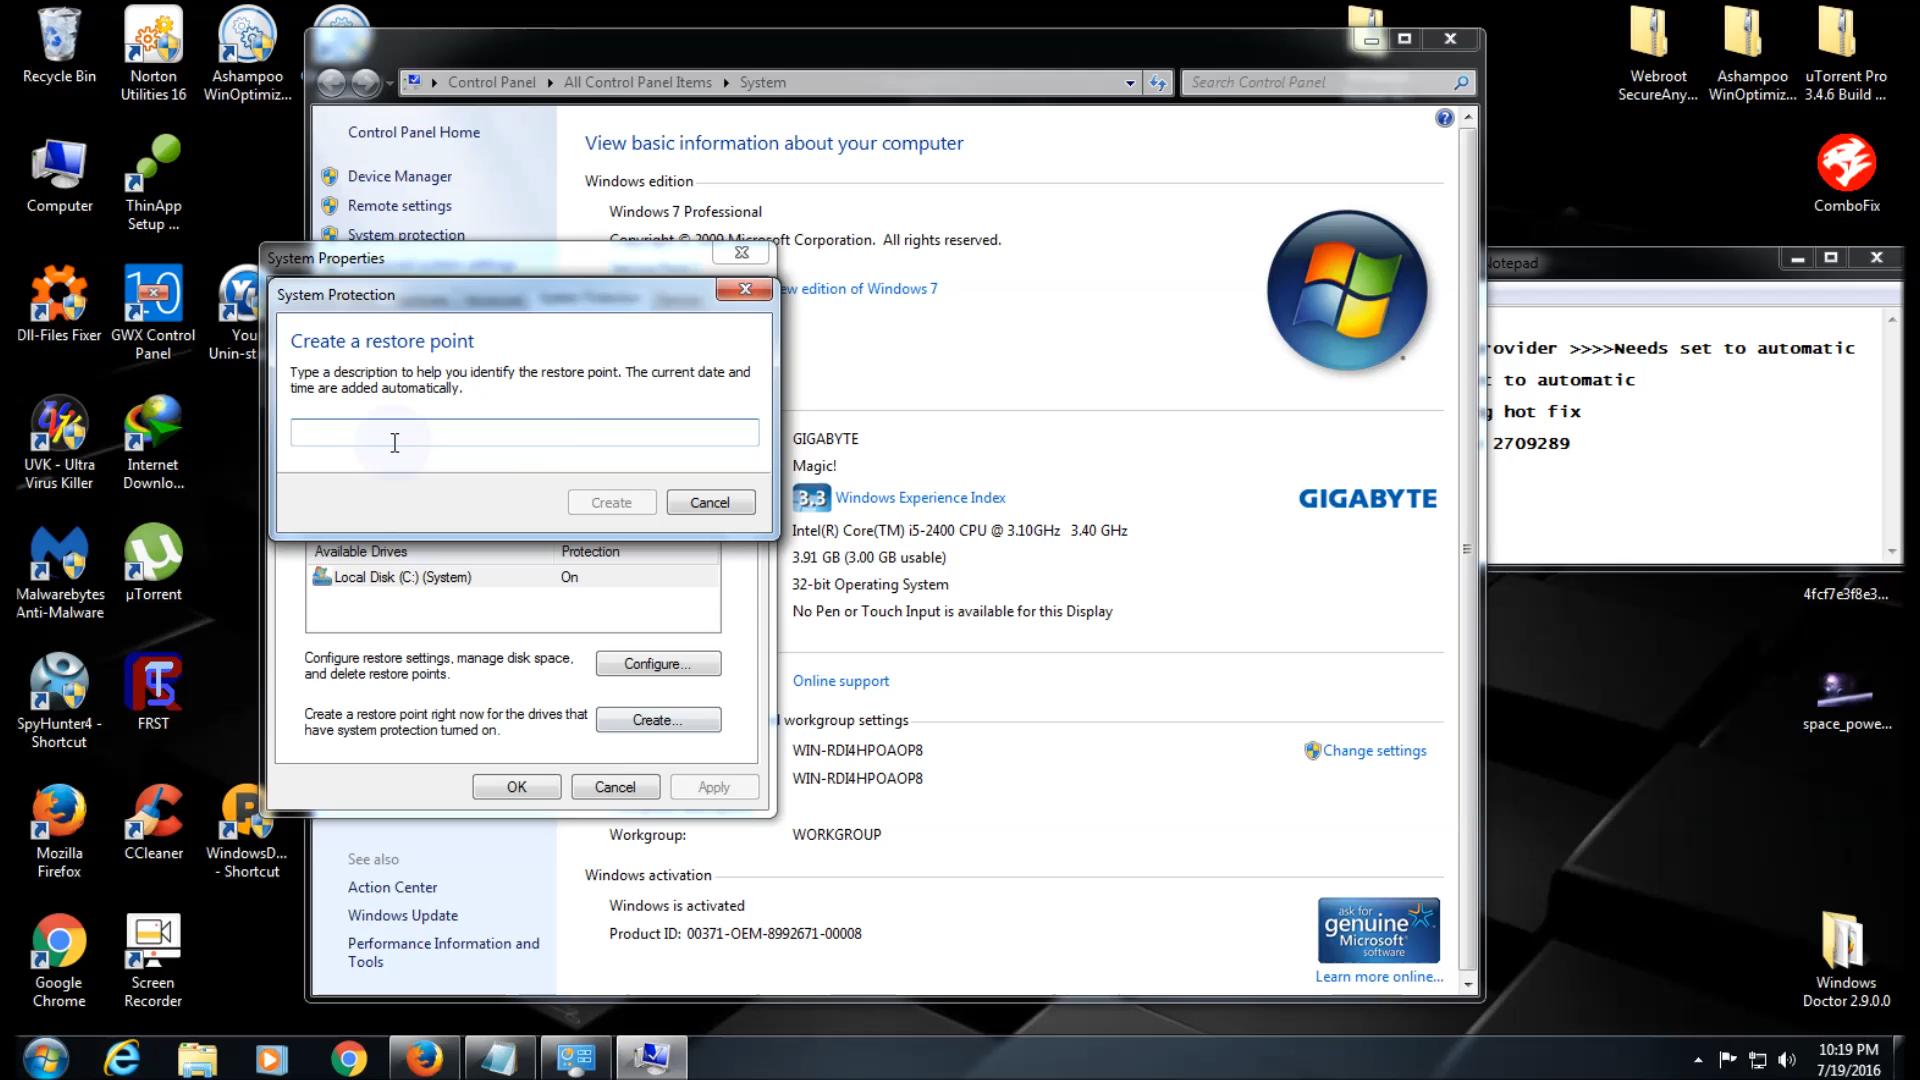 Recycle Bin
Norton
Utilities 16
Ashampoo
WinOptimiz...
Computer
ThinApp
Setup ...
Dll-Files Fixer
GWX Control
Panel
You
Unin-st
UVK - Ultra
Virus Killer
Internet
Downlo...
Malwarebytes
Anti-Malware
µTorrent
SpyHunter4 -
Shortcut
FRST
Mozilla
Firefox
CCleaner
WindowsD...
- Shortcut
Google
Chrome
Screen
Recorder
Control Panel
All Control Panel Items
System
Search Control Panel
Control Panel Home
Device Manager
Remote settings
System protection
View basic information about your computer
Windows edition
Windows 7 Professional
Copyright © 2009 Microsoft Corporation. All rights reserved.
ew edition of Windows 7
GIGABYTE
Magic!
3.3 Windows Experience Index
GIGABYTE
Intel(R) Core(TM) i5-2400 CPU @ 3.10GHz 3.40 GHz
3.91 GB (3.00 GB usable)
32-bit Operating System
No Pen or Touch Input is available for this Display
Online support
workgroup settings
WIN-RDI4HPOAOP8
Change settings
WIN-RDI4HPOAOP8
Workgroup:
WORKGROUP
Windows activation
Windows is activated
Product ID: 00371-OEM-8992671-00008
ask for
genuine
Microsoft
software
Learn more online...
See also
Action Center
Windows Update
Performance Information and
Tools
System Properties
System Protection
Create a restore point
Type a description to help you identify the restore point. The current date and
time are added automatically.
Create
Cancel
Available Drives
Protection
Local Disk (C:) (System)
On
Configure restore settings, manage disk space,
and delete restore points.
Configure...
Create a restore point right now for the drives that
have system protection turned on.
Create...
OK
Cancel
Apply
Notepad
ovider >>>>Needs set to automatic
to automatic
hot fix
2709289
Webroot
SecureAny...
Ashampoo
WinOptimiz...
uTorrent Pro
3.4.6 Build ...
ComboFix
4fcf7e3f8e3...
space_powe...
Windows
Doctor 2.9.0.0
10:19 PM
7/19/2016